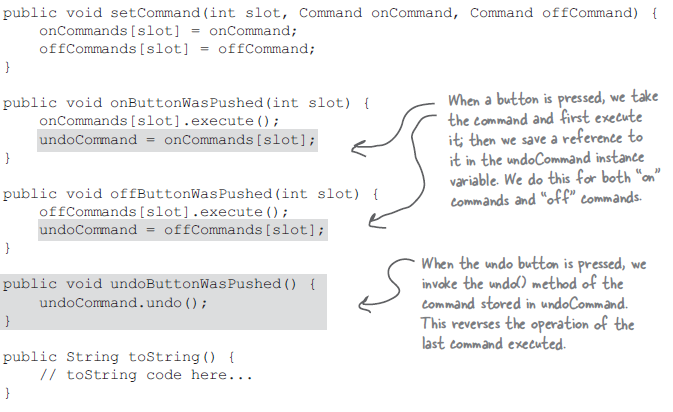 public void setCommand(int slot, Command onCommand, Command offCommand) {
onCommands[slot] = onCommand;
offCommands[slot] = offCommand;
}
public void onButtonWasPushed(int slot) {
onCommands[slot].execute();
undoCommand = onCommands[slot];
}
public void offButtonWasPushed(int slot) {
offCommands[slot].execute();
undoCommand = offCommands[slot];
}
public void undoButtonWasPushed() {
undoCommand.undo();
}
public String toString() {
// toString code here...
}
When a button is pressed, we take
the command and first execute
it; then we save a reference to
it in the undoCommand instance
variable. We do this for both “on”
commands and “off” commands.
When the undo button is pressed, we
invoke the undo() method of the
command stored in undoCommand.
This reverses the operation of the
last command executed.